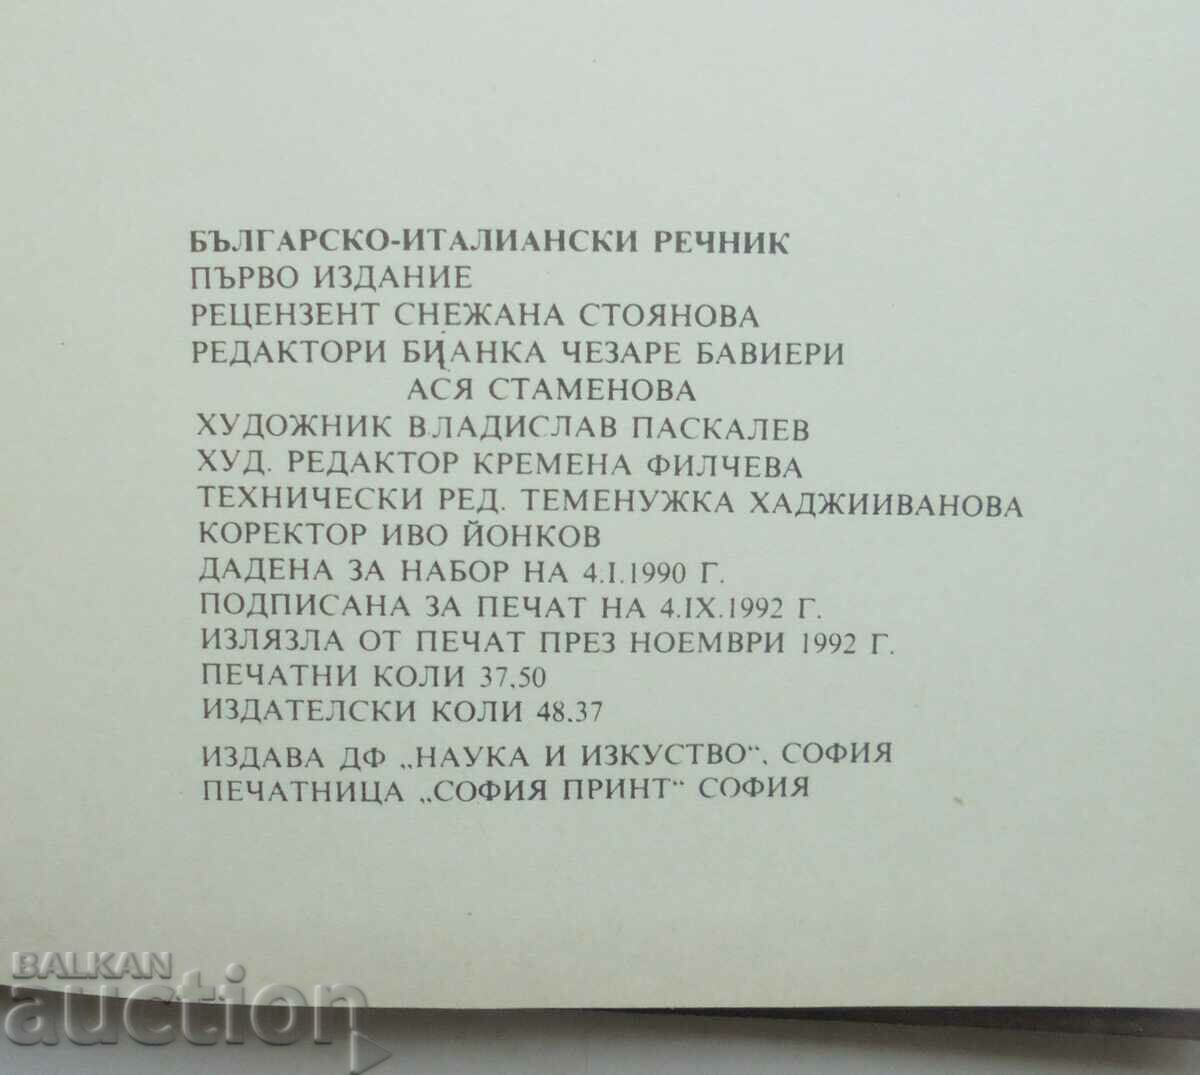 БЪЛГАРСКО-ИТАЛИАНСКИ РЕЧНИК
ПЪРВО ИЗДАНИЕ
РЕЦЕНЗЕНТ СНЕЖАНА СТОЯНОВА
РЕДАКТОРИ БИАНКА ЧЕЗАРЕ БАВИЕРИ
АСЯ СТАМЕНОВА
ХУДОЖНИК ВЛАДИСЛАВ ПАСКАЛЕВ
ХУД. РЕДАКТОР КРЕМЕНА ФИЛЧЕВА
ТЕХНИЧЕСКИ РЕД. ТЕМЕНУЖКА ХАДЖИИВАНОВА
КОРЕКТОР ИВО ЙОНКОВ
ДАДЕНА ЗА НАБОР НА 4.I.1990 Г.
ПОДПИСАНА ЗА ПЕЧАТ НА 4.IX.1992 Г.
ИЗЛЯЗЛА ОТ ПЕЧАТ ПРЕЗ НОЕМВРИ 1992 Г.
ПЕЧАТНИ КОЛИ 37,50
ИЗДАТЕЛСКИ КОЛИ 48.37
ИЗДАВА ДФ „НАУКА И ИЗКУСТВО“, СОФИЯ
ПЕЧАТНИЦА „СОФИЯ ПРИНТ“ СОФИЯ
BALKAN
auction